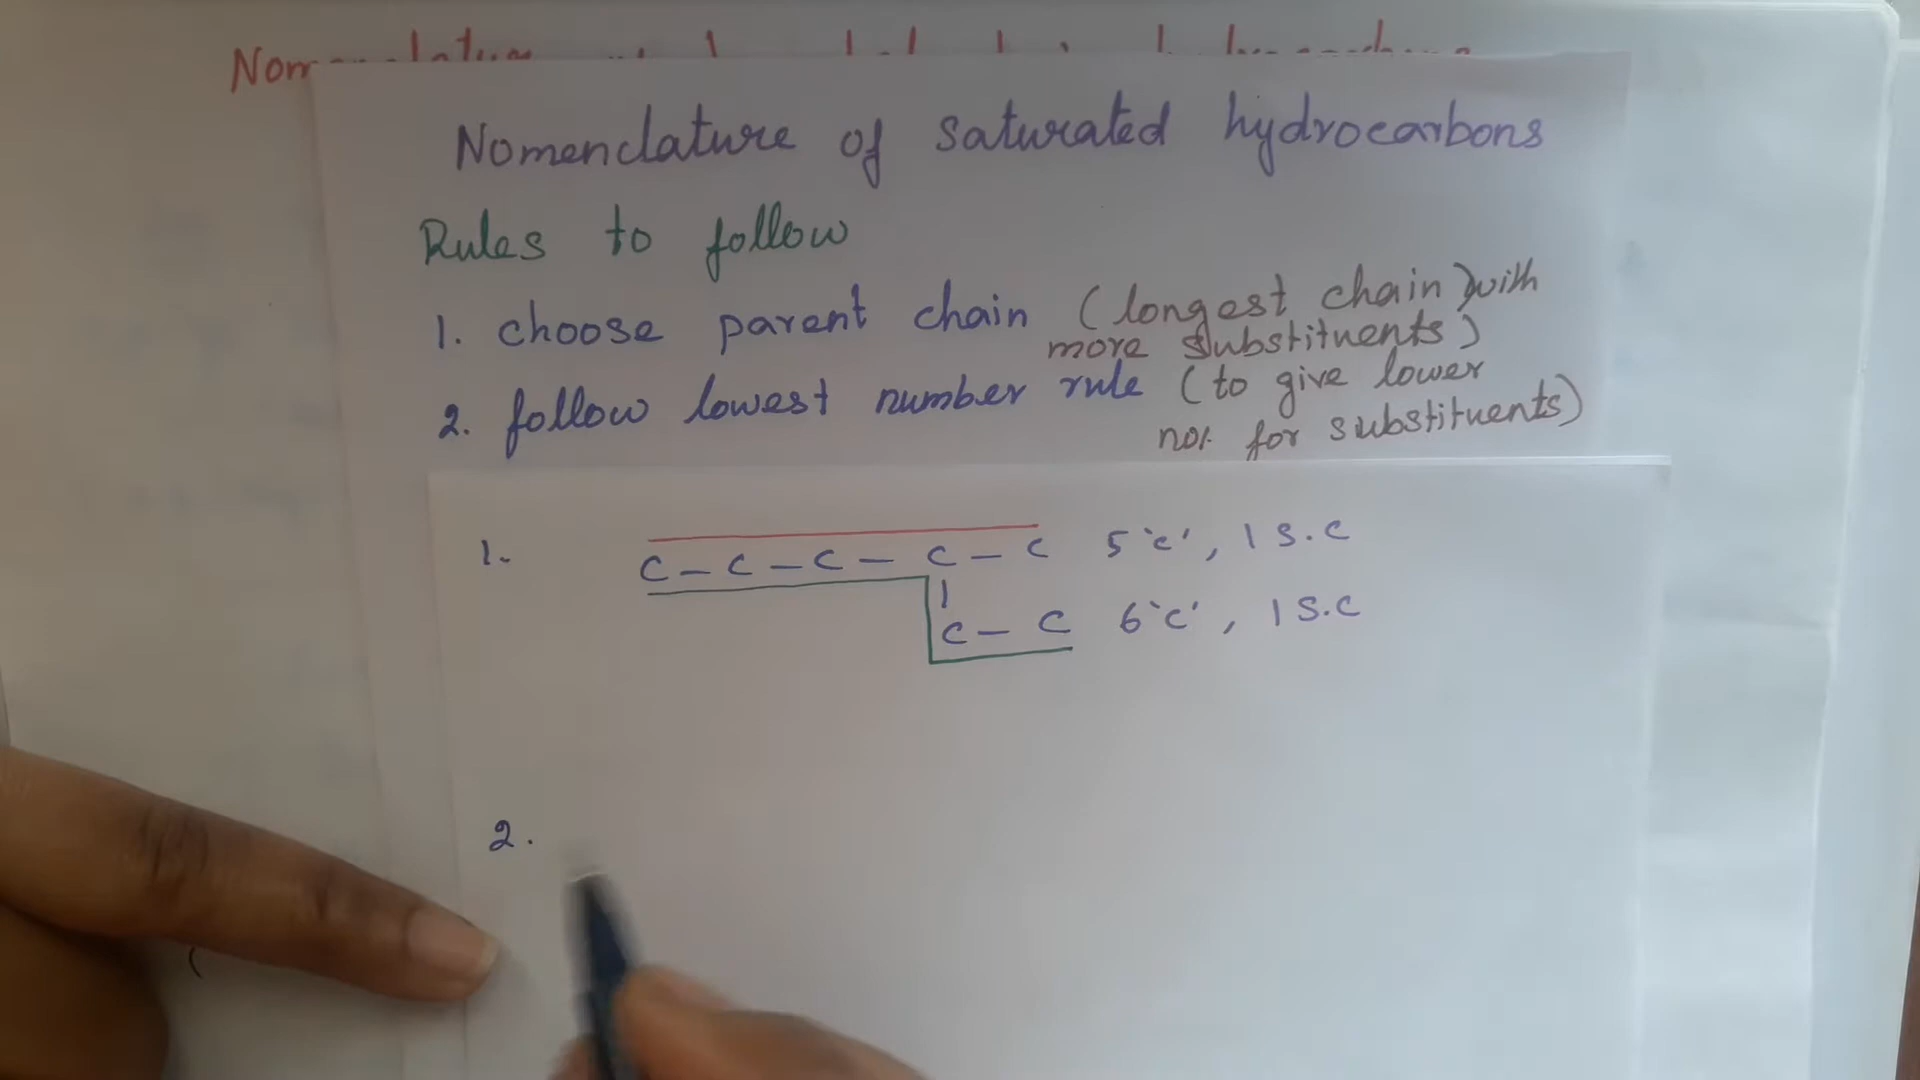 Nomenclature of saturated hydrocarbons
Rules to follow
1. choose parent chain (longest chain) with
more substituents)
2. follow lowest number rule (to give lower
no. for substituents)
1. C - C - C - C - C 5 'c', 1 S.C
C - C 6 'c', 1 S.C
2.